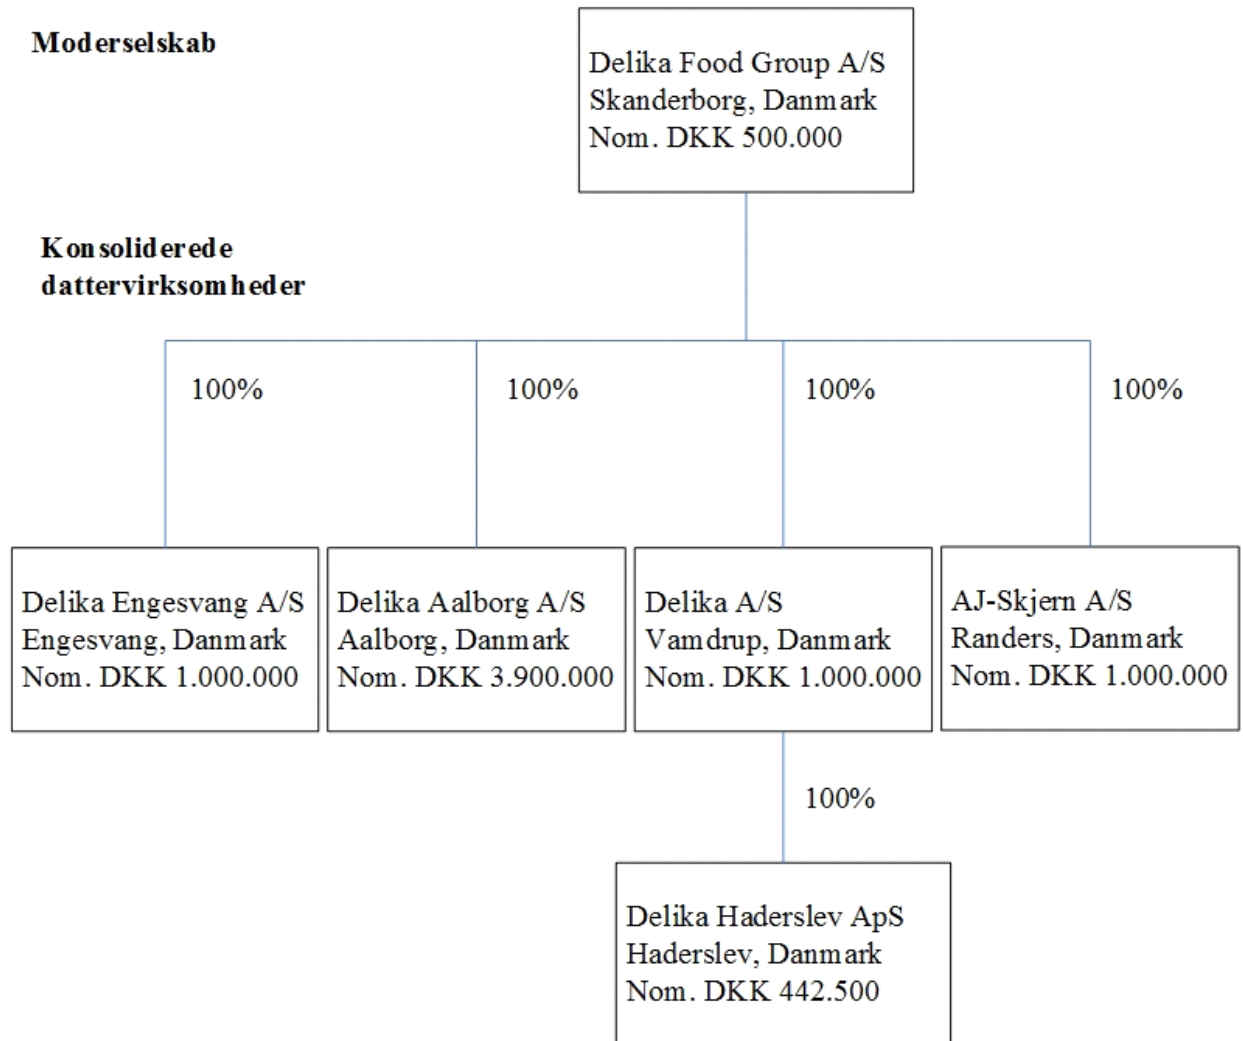 Moderselskab
Delika Food Group A/S
Skanderborg, Danmark
Nom. DKK 500.000
Konsoliderede
dattervirksomheder
100%
100%
100%
100%
Delika Engesvang A/S
Engesvang, Danmark
Nom. DKK 1.000.000
Delika Aalborg A/S
Aalborg, Danmark
Nom. DKK 3.900.000
Delika A/S
Vamdrup, Danmark
Nom. DKK 1.000.000
AJ-Skjern A/S
Randers, Danmark
Nom. DKK 1.000.000
100%
Delika Haderslev ApS
Haderslev, Danmark
Nom. DKK 442.500